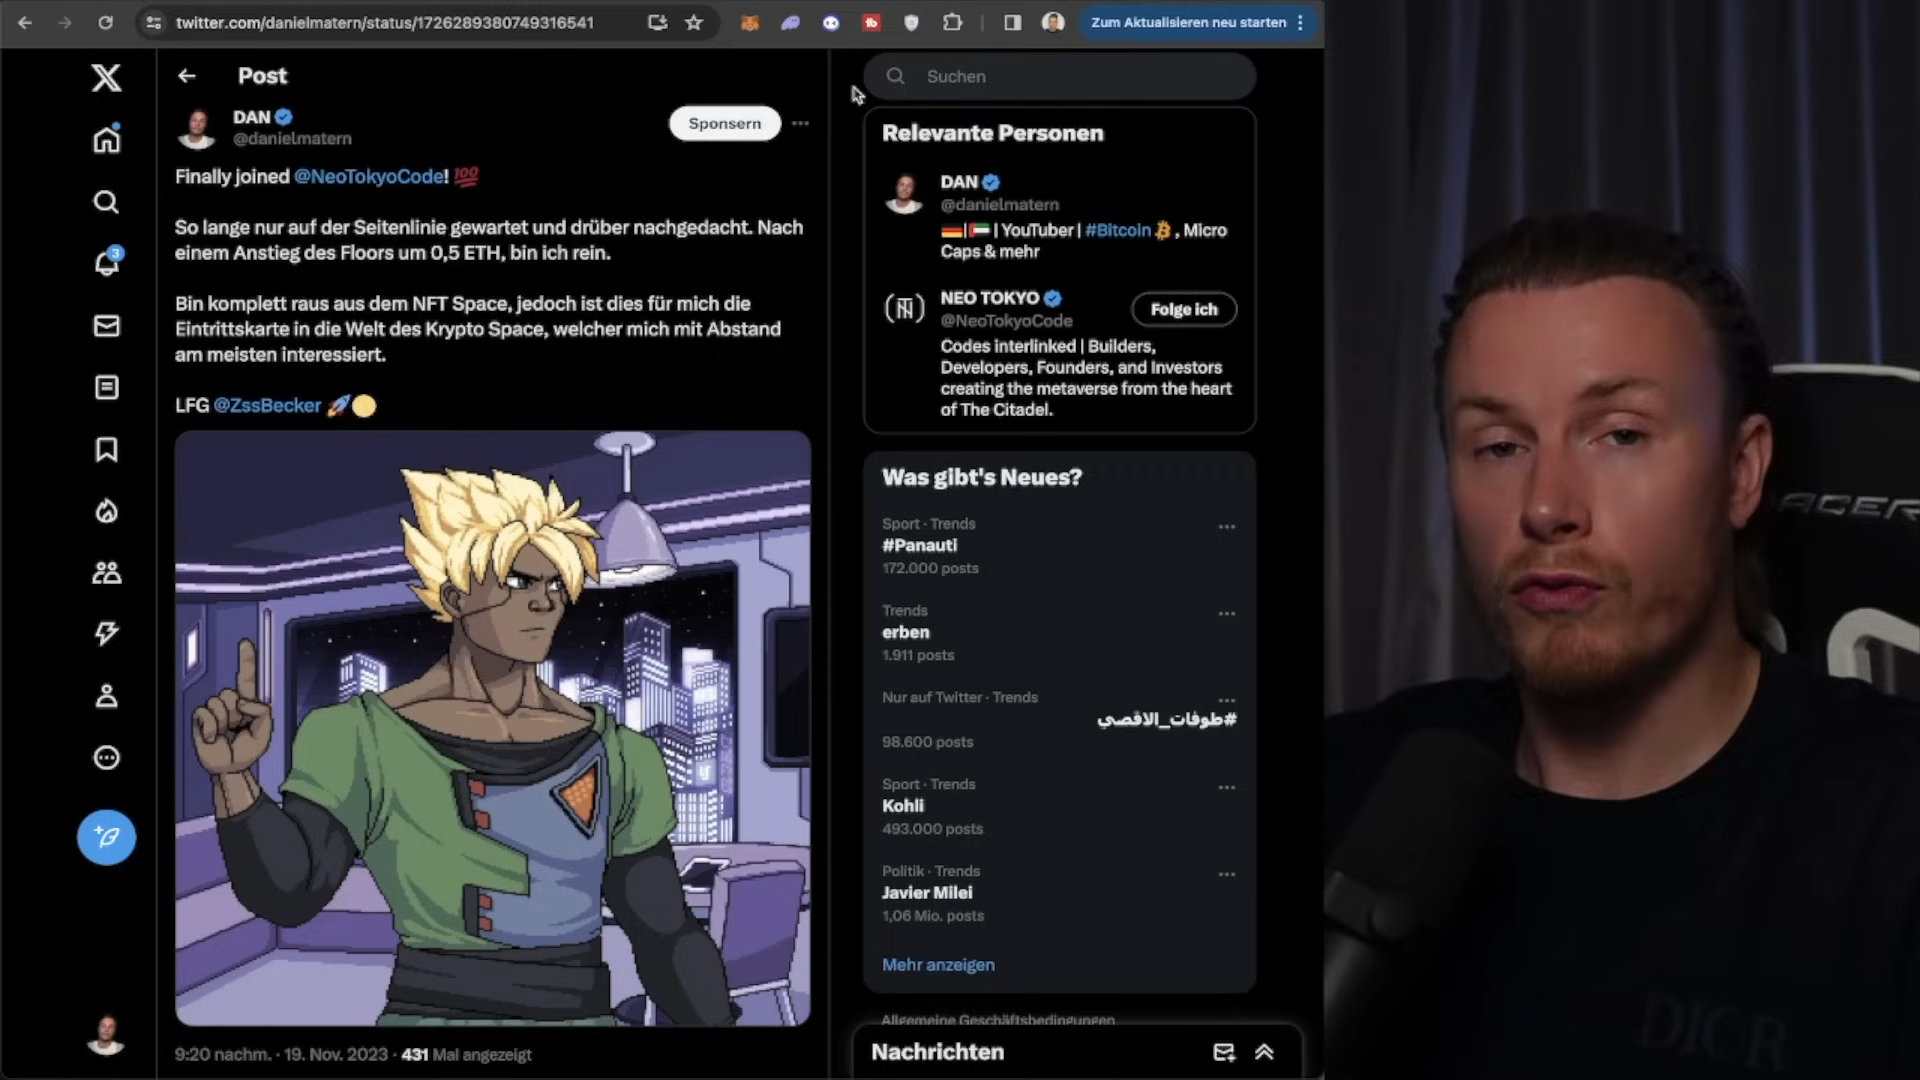 twitter.com/danielmatern/status/1726289380749316541
Zum Aktualisieren neu starten
Post
DAN
@danielmatern
Sponsern
Finally joined @NeoTokyoCode! 💯
So lange nur auf der Seitenlinie gewartet und drüber nachgedacht. Nach
einem Anstieg des Floors um 0,5 ETH, bin ich rein.
Bin komplett raus aus dem NFT Space, jedoch ist dies für mich die
Eintrittskarte in die Welt des Krypto Space, welcher mich mit Abstand
am meisten interessiert.
LFG @ZssBecker 🚀🌕
9:20 nachm. · 19. Nov. 2023 · 431 Mal angezeigt
3
Suchen
Relevante Personen
DAN
@danielmatern
🇩🇪|🇦🇪 | YouTuber | #Bitcoin , Micro
Caps & mehr
NEO TOKYO
@NeoTokyoCode
Folge ich
Codes interlinked | Builders,
Developers, Founders, and Investors
creating the metaverse from the heart
of The Citadel.
Was gibt's Neues?
Sport · Trends
#Panauti
172.000 posts
Trends
erben
1.911 posts
Nur auf Twitter · Trends
#طوفات_الاقصي
98.600 posts
Sport · Trends
Kohli
493.000 posts
Politik · Trends
Javier Milei
1,06 Mio. posts
Mehr anzeigen
Allgemeine Geschäftsbedingungen
Nachrichten
DIOR